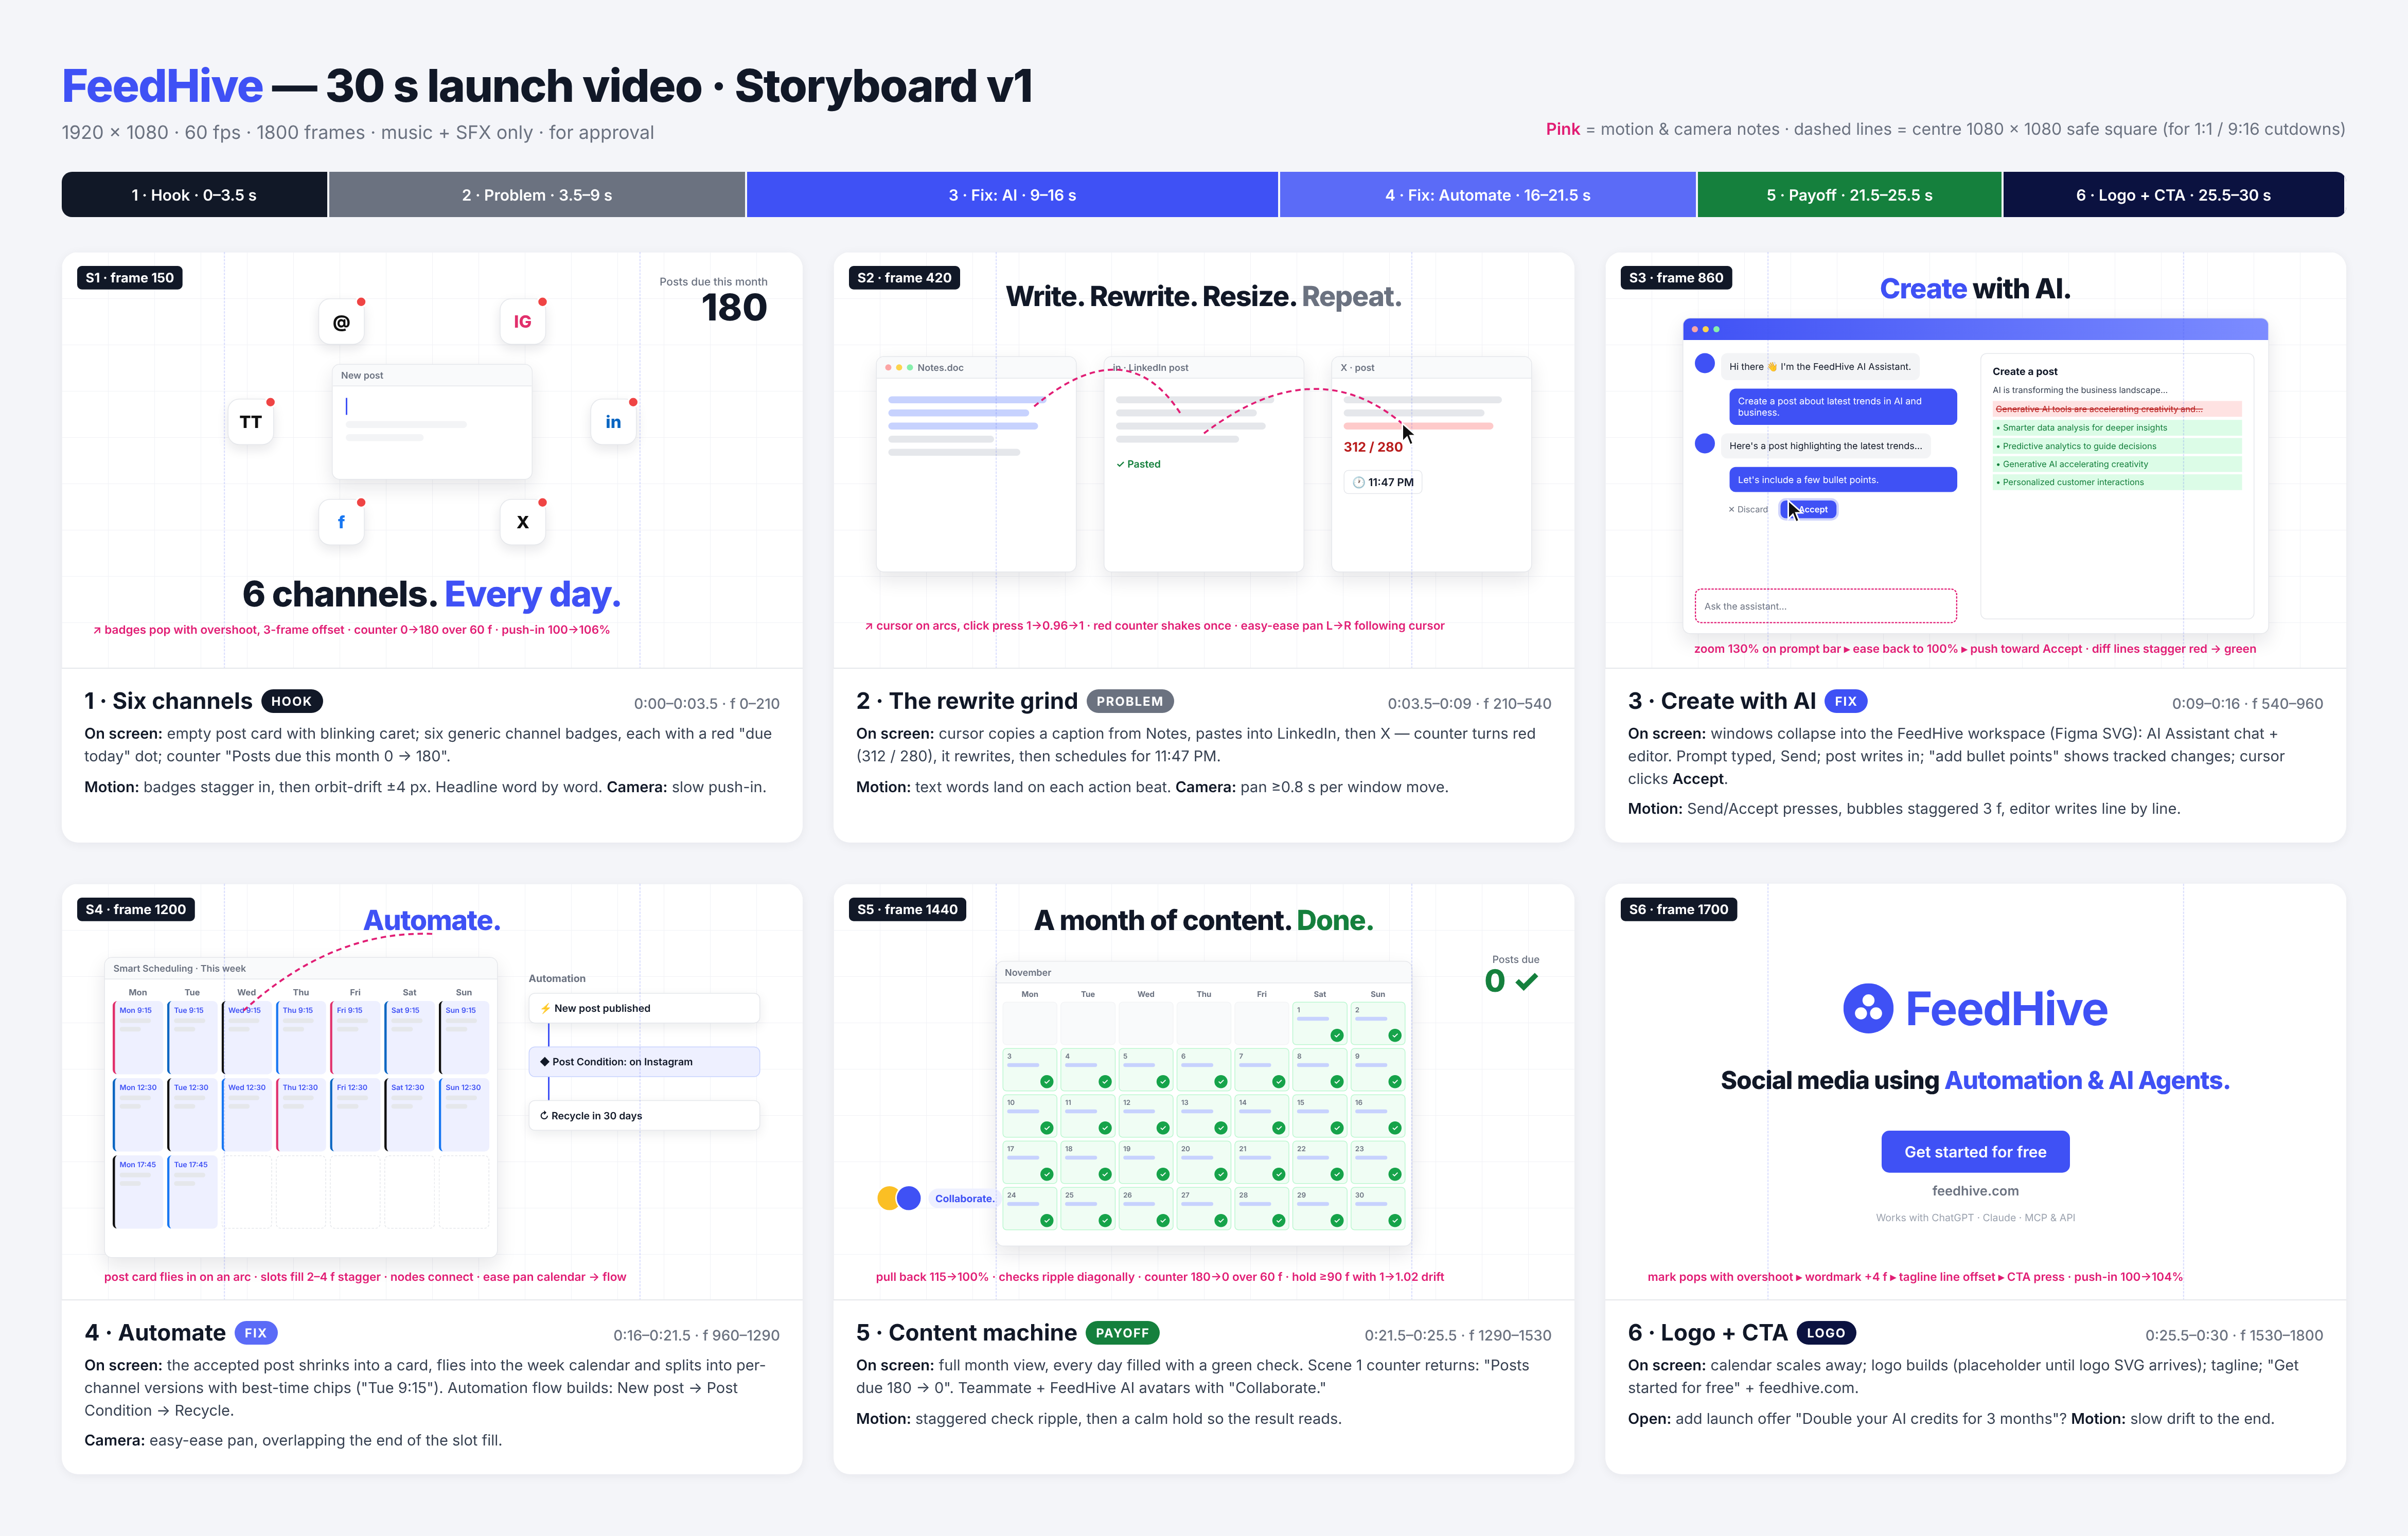 FeedHive — 30 s launch video · Storyboard v1
1920 × 1080 · 60 fps · 1800 frames · music + SFX only · for approval
Pink = motion & camera notes · dashed lines = centre 1080 × 1080 safe square (for 1:1 / 9:16 cutdowns)
1 · Hook · 0–3.5 s
2 · Problem · 3.5–9 s
3 · Fix: AI · 9–16 s
4 · Fix: Automate · 16–21.5 s
5 · Payoff · 21.5–25.5 s
6 · Logo + CTA · 25.5–30 s
S1 · frame 150
Posts due this month
180
@
IG
New post
TT
in
f
X
6 channels. Every day.
↗ badges pop with overshoot, 3-frame offset · counter 0→180 over 60 f · push-in 100→106%
1 · Six channels HOOK
0:00–0:03.5 · f 0–210
On screen: empty post card with blinking caret; six generic channel badges, each with a red "due
today" dot; counter "Posts due this month 0 → 180".
Motion: badges stagger in, then orbit-drift ±4 px. Headline word by word. Camera: slow push-in.
S2 · frame 420
Write. Rewrite. Resize. Repeat.
Notes.doc
in · LinkedIn post
X · post
312 / 280
✓ Pasted
🕐 11:47 PM
↗ cursor on arcs, click press 1→0.96→1 · red counter shakes once · easy-ease pan L→R following cursor
2 · The rewrite grind PROBLEM
0:03.5–0:09 · f 210–540
On screen: cursor copies a caption from Notes, pastes into LinkedIn, then X — counter turns red
(312 / 280), it rewrites, then schedules for 11:47 PM.
Motion: text words land on each action beat. Camera: pan ≥0.8 s per window move.
S3 · frame 860
Create with AI.
Hi there 👋 I'm the FeedHive AI Assistant.
Create a post about latest trends in AI and
business.
Here's a post highlighting the latest trends...
Let's include a few bullet points.
✕ Discard
Accept
Ask the assistant...
Create a post
AI is transforming the business landscape...
Generative AI tools are accelerating creativity and...
• Smarter data analysis for deeper insights
• Predictive analytics to guide decisions
• Generative AI accelerating creativity
• Personalized customer interactions
zoom 130% on prompt bar ▸ ease back to 100% ▸ push toward Accept · diff lines stagger red → green
3 · Create with AI FIX
0:09–0:16 · f 540–960
On screen: windows collapse into the FeedHive workspace (Figma SVG): AI Assistant chat +
editor. Prompt typed, Send; post writes in; "add bullet points" shows tracked changes; cursor
clicks Accept.
Motion: Send/Accept presses, bubbles staggered 3 f, editor writes line by line.
S4 · frame 1200
Automate.
Smart Scheduling · This week
Mon Tue Wed Thu Fri Sat Sun
Mon 9:15 Tue 9:15 Wed 9:15 Thu 9:15 Fri 9:15 Sat 9:15 Sun 9:15
Mon 12:30 Tue 12:30 Wed 12:30 Thu 12:30 Fri 12:30 Sat 12:30 Sun 12:30
Mon 17:45 Tue 17:45
Automation
⚡ New post published
◆ Post Condition: on Instagram
↻ Recycle in 30 days
post card flies in on an arc · slots fill 2–4 f stagger · nodes connect · ease pan calendar → flow
4 · Automate FIX
0:16–0:21.5 · f 960–1290
On screen: the accepted post shrinks into a card, flies into the week calendar and splits into per-
channel versions with best-time chips ("Tue 9:15"). Automation flow builds: New post → Post
Condition → Recycle.
Camera: easy-ease pan, overlapping the end of the slot fill.
S5 · frame 1440
A month of content. Done.
Posts due
0 ✓
November
Mon Tue Wed Thu Fri Sat Sun
1 2
3 4 5 6 7 8 9
10 11 12 13 14 15 16
17 18 19 20 21 22 23
24 25 26 27 28 29 30
Collaborate.
pull back 115→100% · checks ripple diagonally · counter 180→0 over 60 f · hold ≥90 f with 1→1.02 drift
5 · Content machine PAYOFF
0:21.5–0:25.5 · f 1290–1530
On screen: full month view, every day filled with a green check. Scene 1 counter returns: "Posts
due 180 → 0". Teammate + FeedHive AI avatars with "Collaborate."
Motion: staggered check ripple, then a calm hold so the result reads.
S6 · frame 1700
FeedHive
Social media using Automation & AI Agents.
Get started for free
feedhive.com
Works with ChatGPT · Claude · MCP & API
mark pops with overshoot ▸ wordmark +4 f ▸ tagline line offset ▸ CTA press · push-in 100→104%
6 · Logo + CTA LOGO
0:25.5–0:30 · f 1530–1800
On screen: calendar scales away; logo builds (placeholder until logo SVG arrives); tagline; "Get
started for free" + feedhive.com.
Open: add launch offer "Double your AI credits for 3 months"? Motion: slow drift to the end.